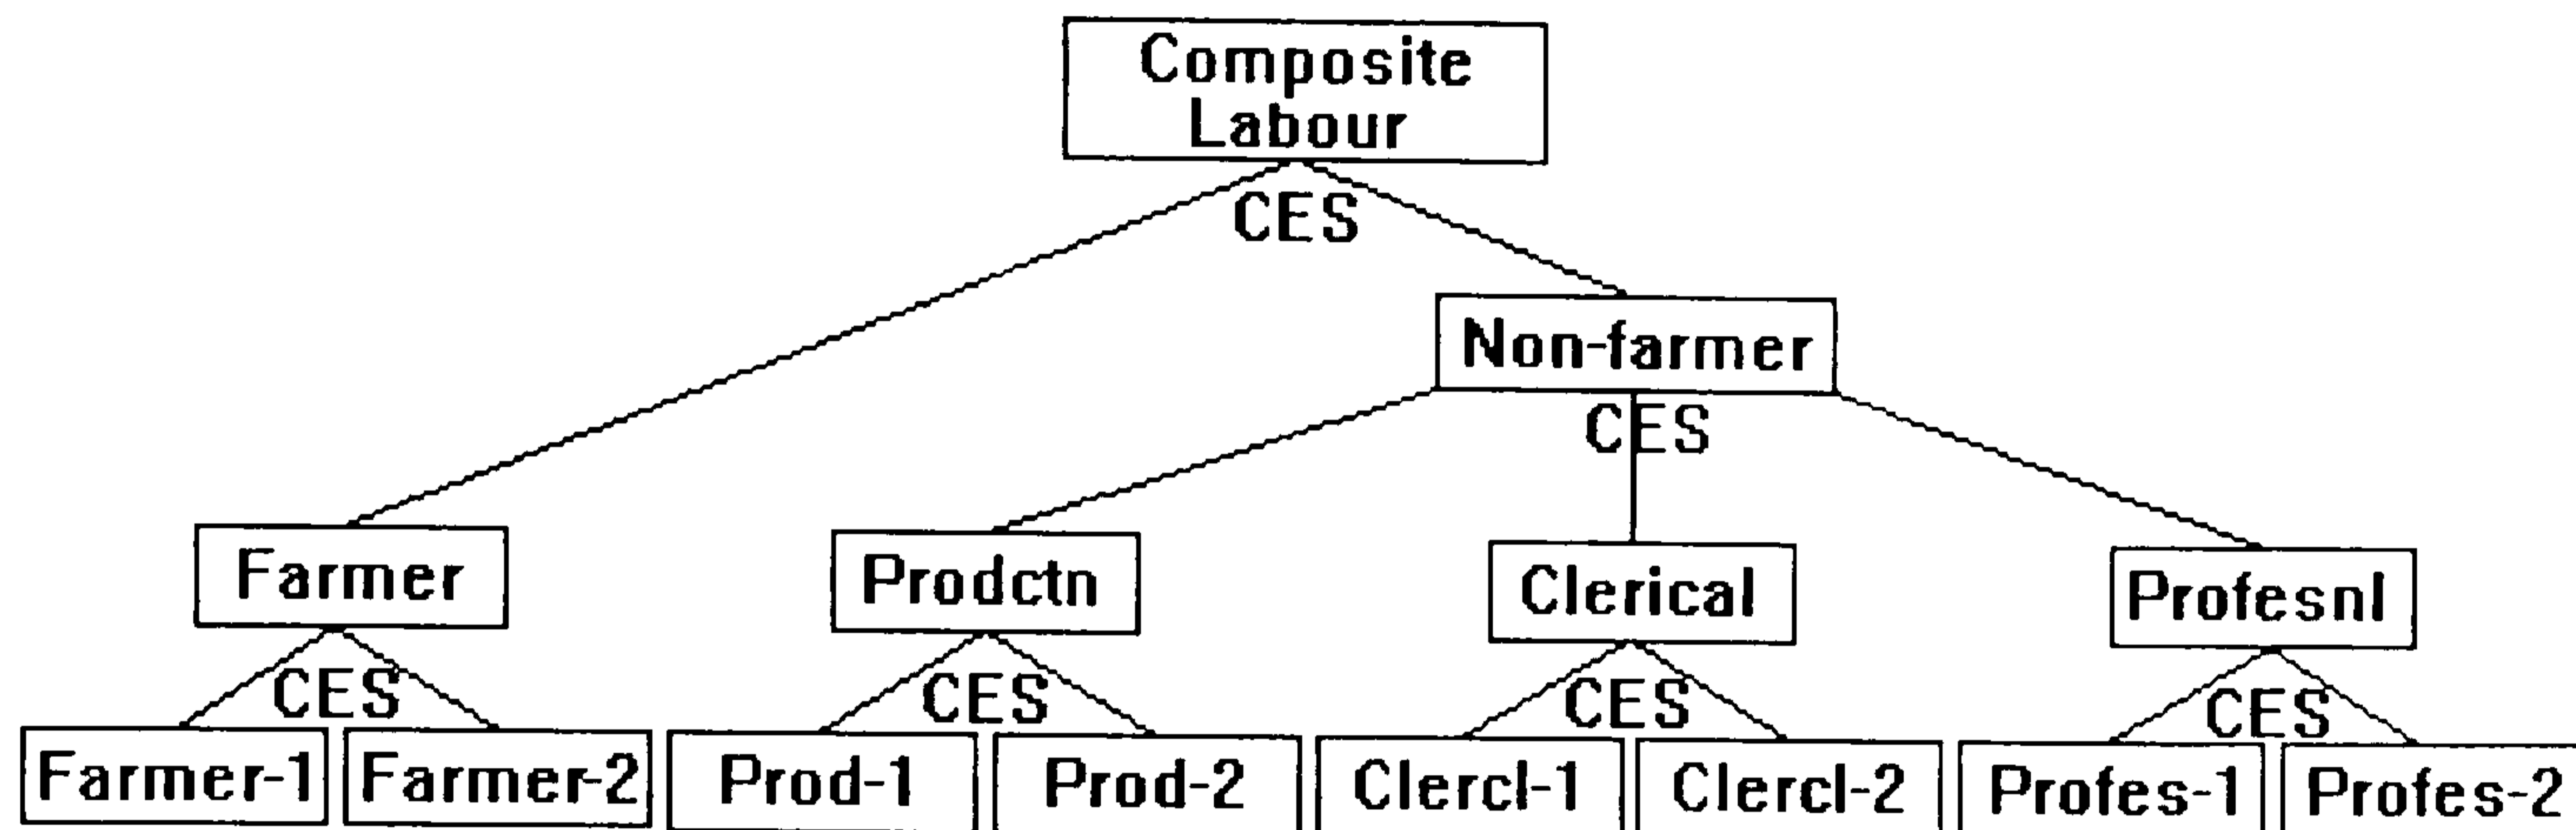 Composite
Labour
CES
Non-farmer
CES
Farmer
Prodctn
Clerical
Profesnl
CES
CES
CES
CES
Farmer-1
Farmer-2
Prod-1
Prod-2
Clercl-1
Clercl-2
Profes-1
Profes-2